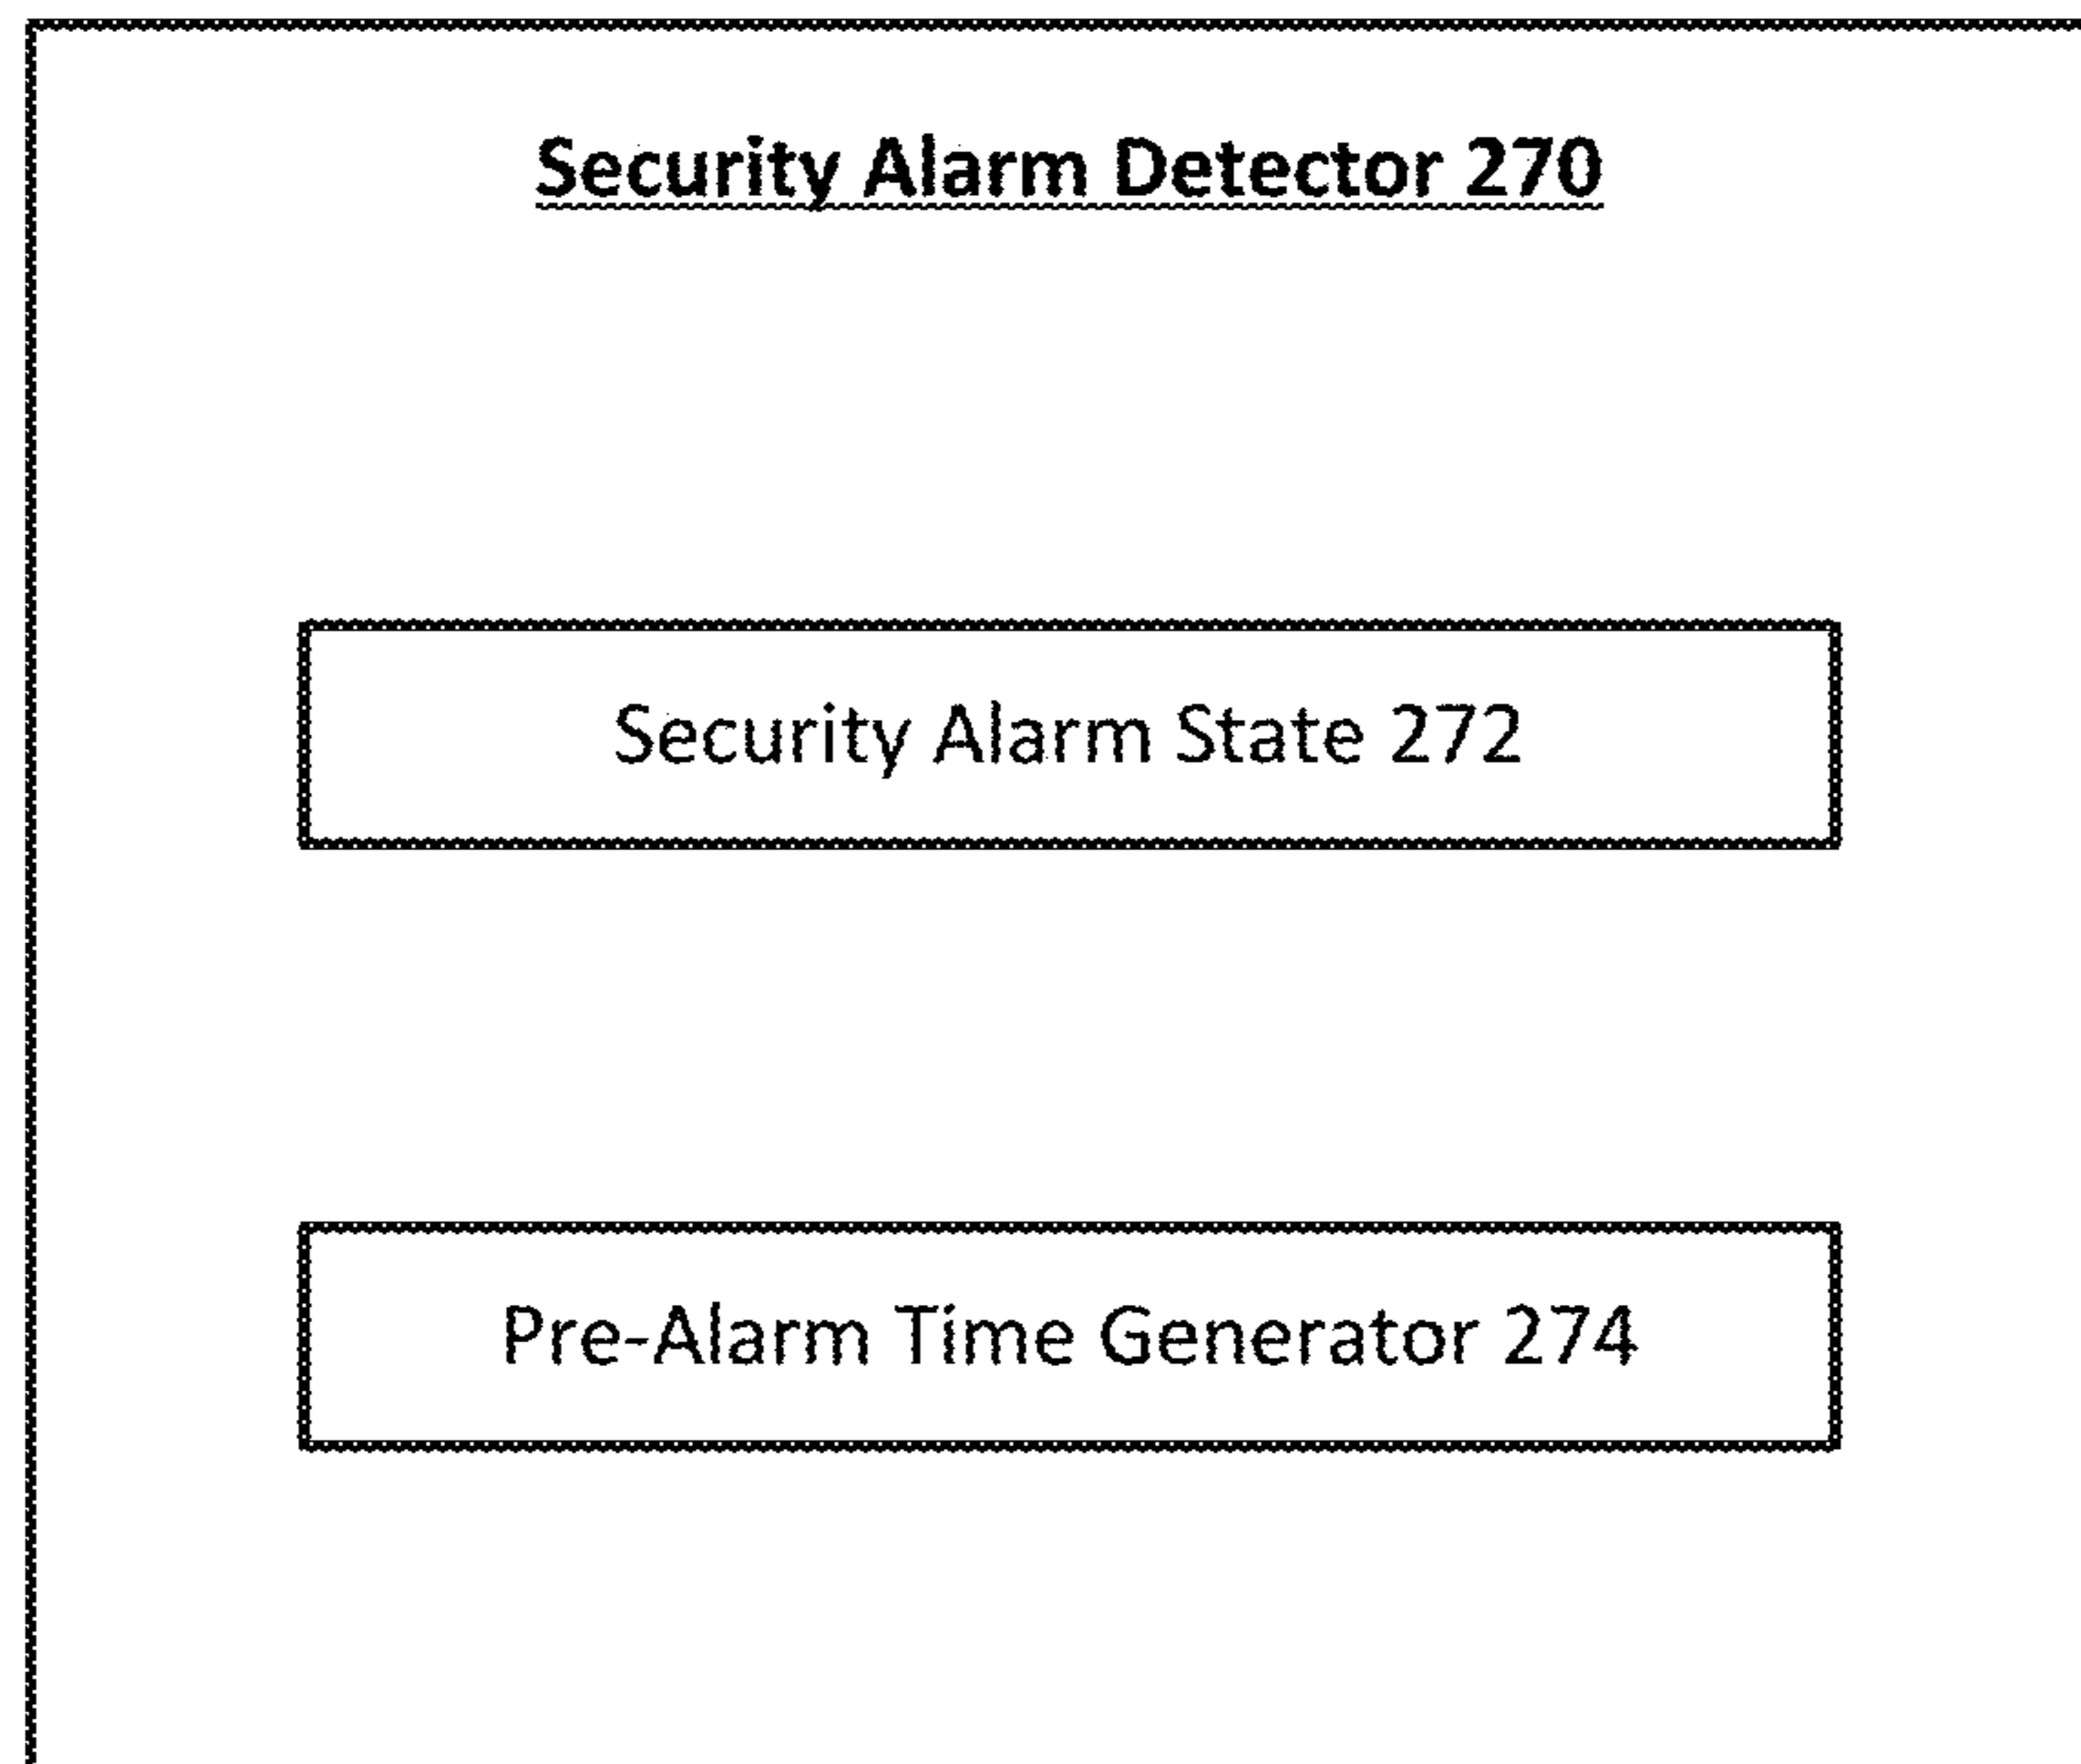 Security Alarm Detector 270
Security Alarm State 272
Pre-Alarm Time Generator 274